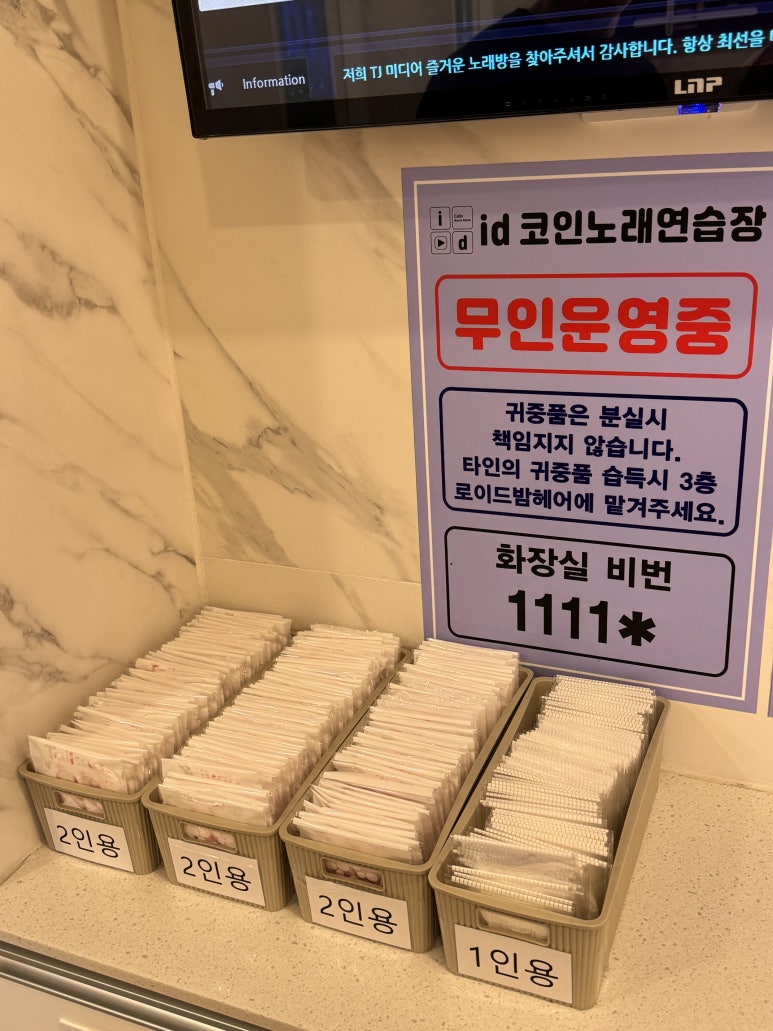 Information
저희 TJ 미디어 즐거운 노래방을 찾아주셔서 감사합니다. 항상 최선을
LNP
i
d
id 코인노래연습장
무인운영중
귀중품은 분실시
책임지지 않습니다.
타인의 귀중품 습득시 3층
로이드밤헤어에 맡겨주세요.
화장실 비번
1111*
2인용
2인용
2인용
1인용